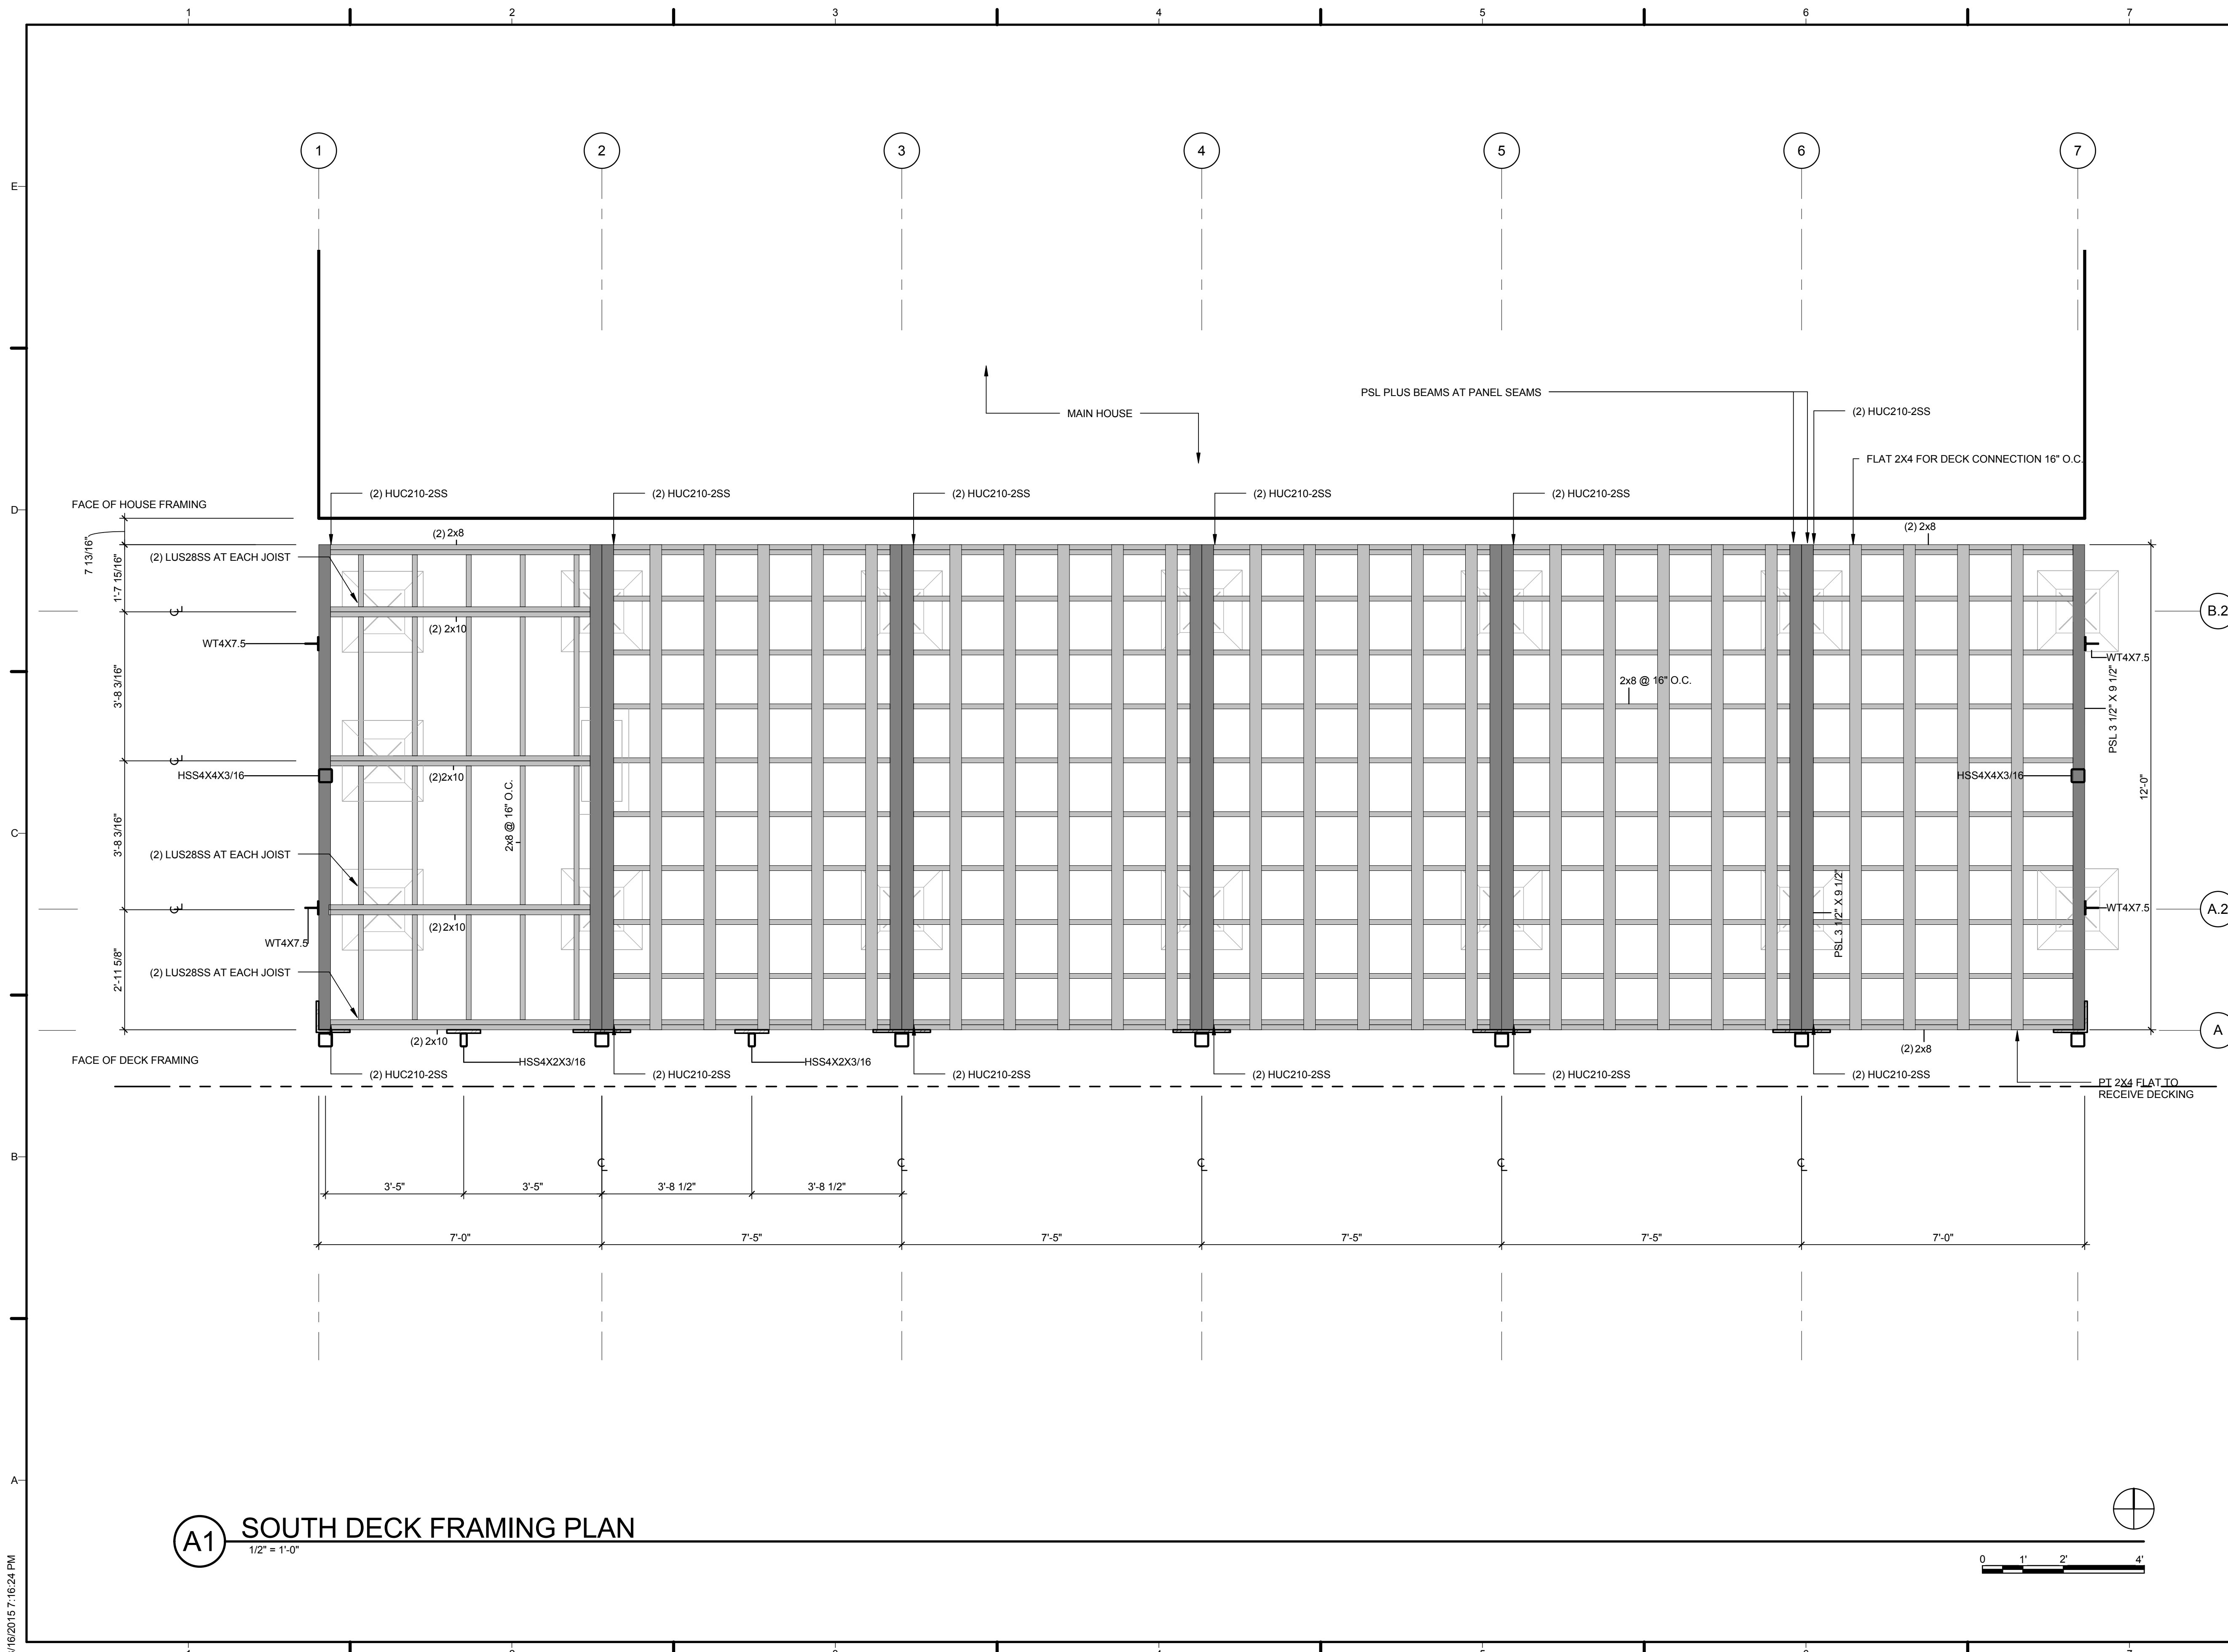 1 2 3 4 5 6 7
1 2 3 4 5 6 7
E
PSL PLUS BEAMS AT PANEL SEAMS
MAIN HOUSE
(2) HUC210-2SS
FLAT 2X4 FOR DECK CONNECTION 16" O.C.
(2) HUC210-2SS (2) HUC210-2SS (2) HUC210-2SS (2) HUC210-2SS (2) HUC210-2SS
FACE OF HOUSE FRAMING
D
(2) 2x8 (2) 2x8
7 13/16"
(2) LUS28SS AT EACH JOIST
1'-7 15/16"
B.2
(2) 2x10
WT4X7.5
WT4X7.5
3'-8 3/16"
2x8 @ 16" O.C.
PSL 3 1/2" X 9 1/2"
HSS4X4X3/16
(2)2x10
HSS4X4X3/16
12'-0"
2x8 @ 16" O.C.
3'-8 3/16"
C
(2) LUS28SS AT EACH JOIST
WT4X7.5
A.2
(2)2x10
PSL 3 1/2" X 9 1/2"
WT4X7.5
(2) LUS28SS AT EACH JOIST
2'-11 5/8"
A
(2) 2x10
(2) 2x8
FACE OF DECK FRAMING
HSS4X2X3/16 HSS4X2X3/16
(2) HUC210-2SS (2) HUC210-2SS (2) HUC210-2SS (2) HUC210-2SS (2) HUC210-2SS (2) HUC210-2SS
PT 2X4 FLAT TO
RECEIVE DECKING
B
3'-5" 3'-5" 3'-8 1/2" 3'-8 1/2"
7'-0" 7'-5" 7'-5" 7'-5" 7'-5" 7'-0"
A
A1 SOUTH DECK FRAMING PLAN
1/2" = 1'-0"
0 1' 2' 4'
/16/2015 7:16:24 PM